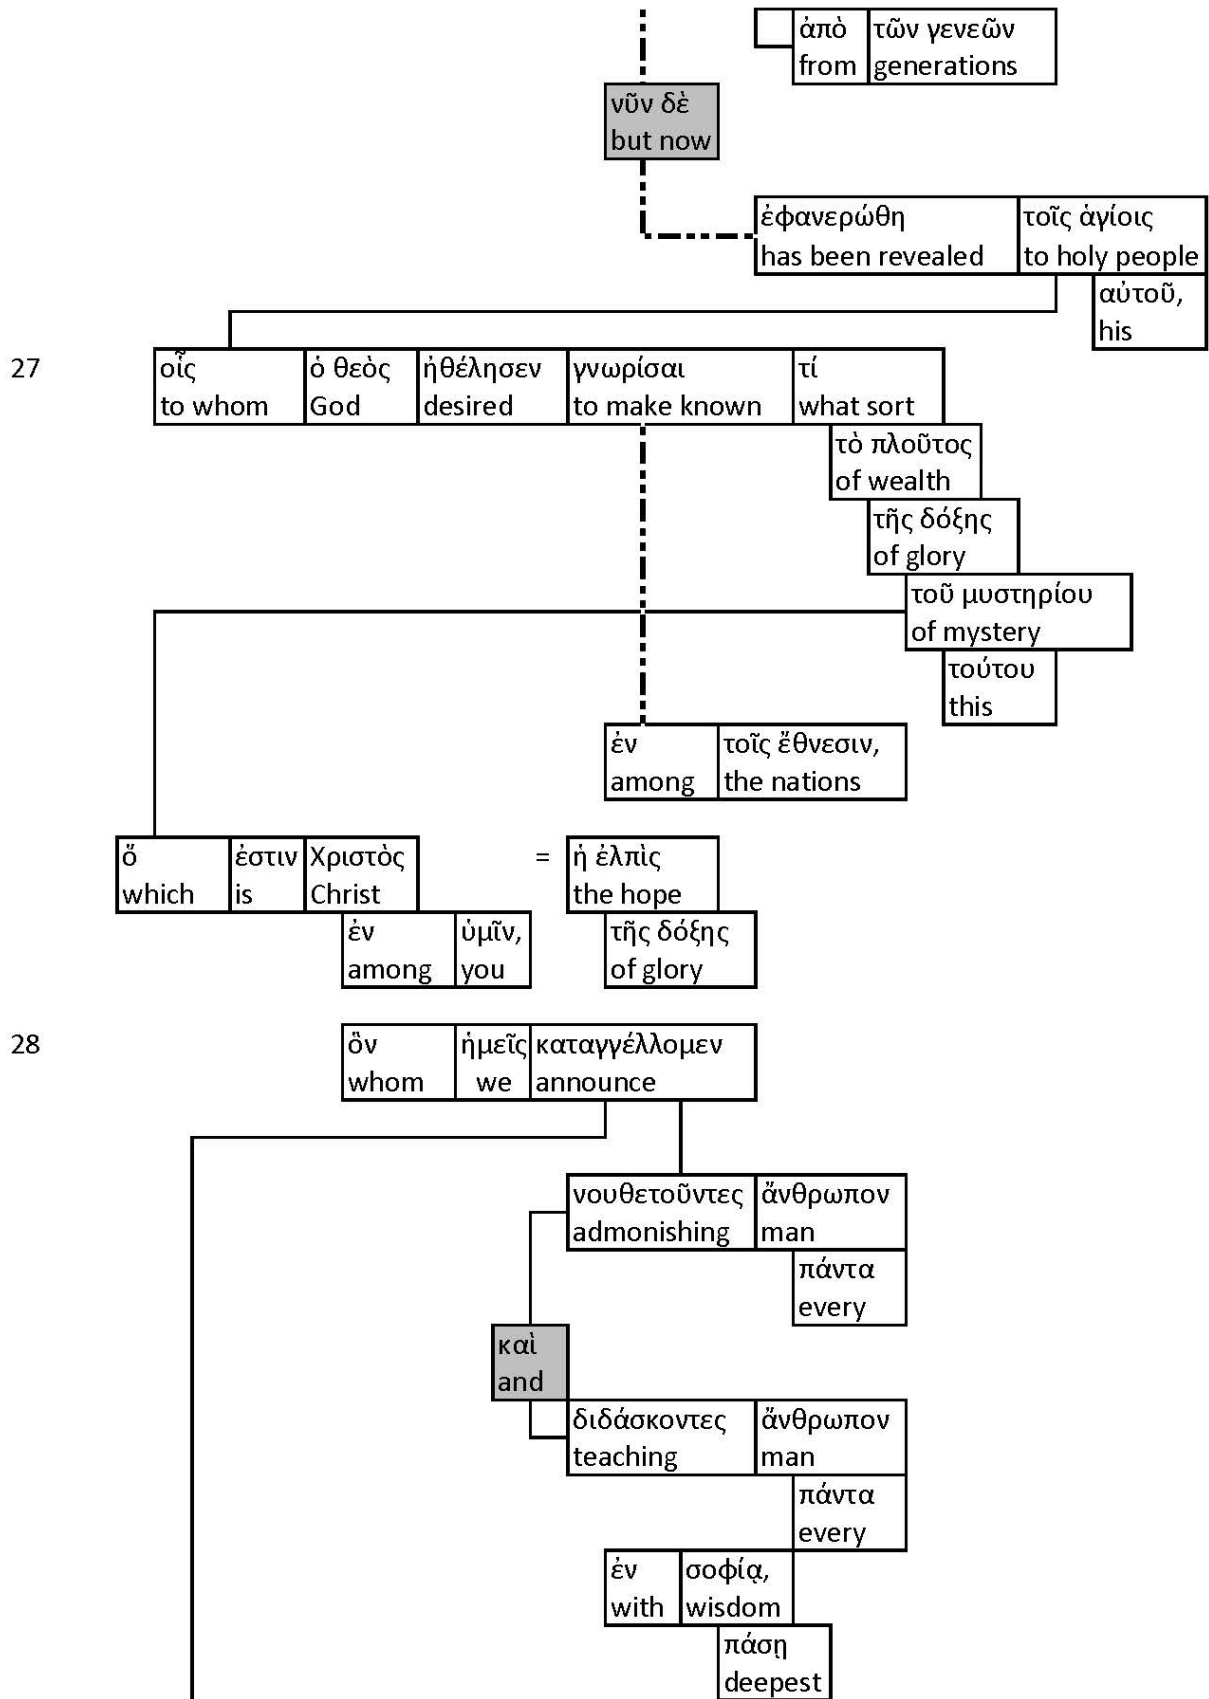 ἀπὸ τῶν γενεῶν
from generations
νῦν δὲ
but now
ἐφανερώθη τοῖς ἁγίοις
has been revealed to holy people
αὐτοῦ,
his
27 οἷς ὁ θεὸς ἠθέλησεν γνωρίσαι τί
to whom God desired to make known what sort
τὸ πλοῦτος
of wealth
τῆς δόξης
of glory
τοῦ μυστηρίου
of mystery
τούτου
this
ἐν τοῖς ἔθνεσιν,
among the nations
ὅ ἐστιν Χριστὸς = ἡ ἐλπὶς
which is Christ the hope
ἐν ὑμῖν, τῆς δόξης
among you of glory
28 ὃν ἡμεῖς καταγγέλλομεν
whom we announce
νουθετοῦντες ἄνθρωπον
admonishing man
πάντα
every
καὶ
and
διδάσκοντες ἄνθρωπον
teaching man
πάντα
every
ἐν σοφίᾳ,
with wisdom
πάσῃ
deepest